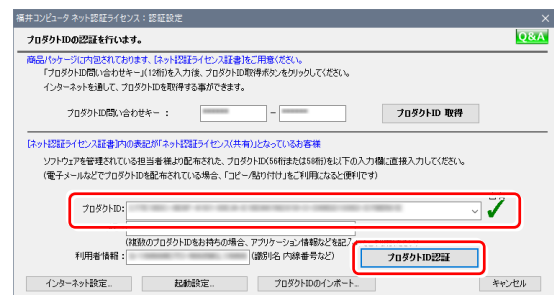 福井コンピュータ ネット認証ライセンス：認証設定
プロダクトIDの認証を行います。
Q&A
商品パッケージに内包されております、【ネット認証ライセンス証書】をご用意ください。
「プロダクトID問い合わせキー」(12桁)を入力後、プロダクトID取得ボタンをクリックしてください。
インターネットを通して、プロダクトIDを取得する事ができます。
プロダクトID問い合わせキー：
－
プロダクトID 取得
【ネット認証ライセンス証書】内の表記が「ネット認証ライセンス(共有)」となっているお客様
ソフトウェアを管理されている担当者様より配布された、プロダクトID(56桁または58桁)を以下の入力欄に直接入力してください。
(電子メールなどでプロダクトIDを配布されている場合、「コピー/貼り付け」をご利用になると便利です)
プロダクトID：
(複数のプロダクトIDをお持ちの場合、アプリケーション情報などを記入
利用者情報：
(識別名 内線番号など)
プロダクトID認証
インターネット設定...
起動設定...
プロダクトIDのインポート...
キャンセル